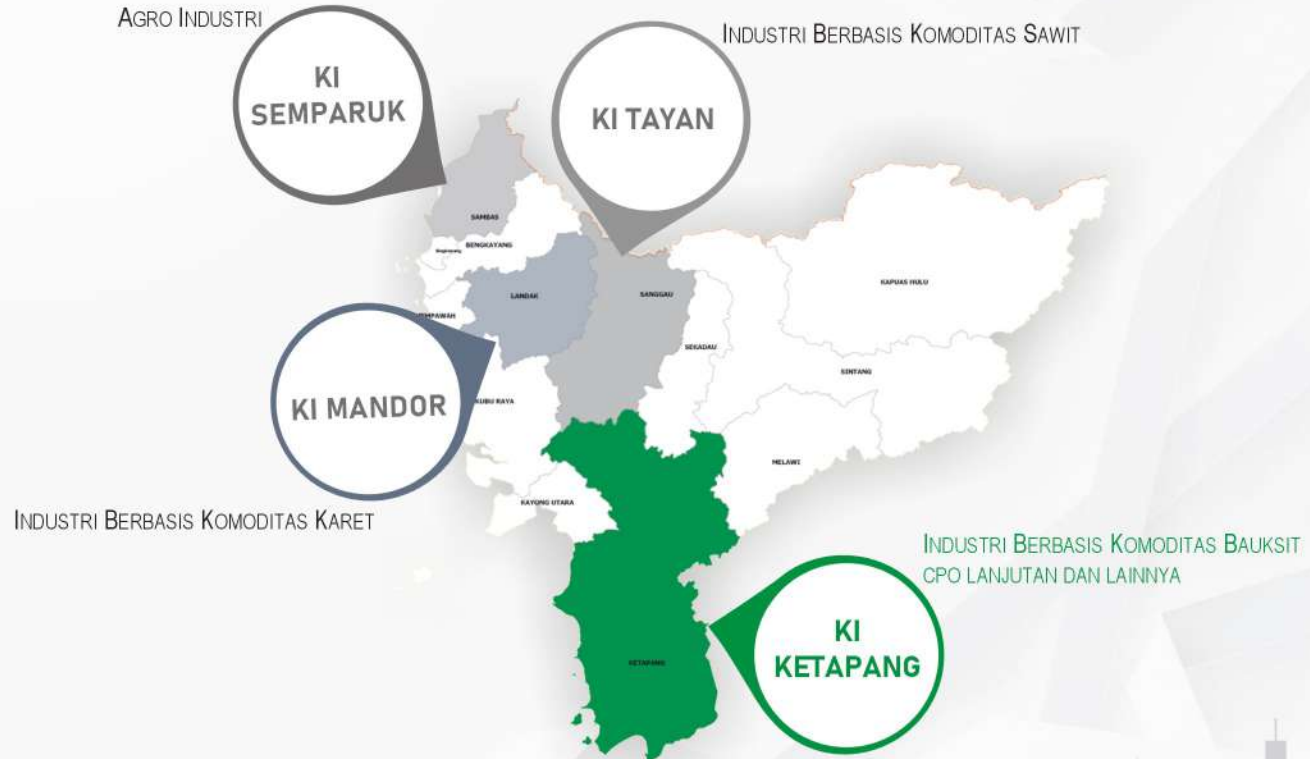 AGRO INDUSTRI
INDUSTRI BERBASIS KOMODITAS SAWIT
KI
SEMPARUK
KI TAYAN
SAMBAS
BENGKAYANG
LANDAK
SANGGAU
KAPUAS HULU
SEKADAU
SINTANG
KI MANDOR
KUBU RAYA
MELAWI
KAYONG UTARA
INDUSTRI BERBASIS KOMODITAS KARET
INDUSTRI BERBASIS KOMODITAS BAUKSIT
CPO LANJUTAN DAN LAINNYA
KI
KETAPANG
KETAPANG